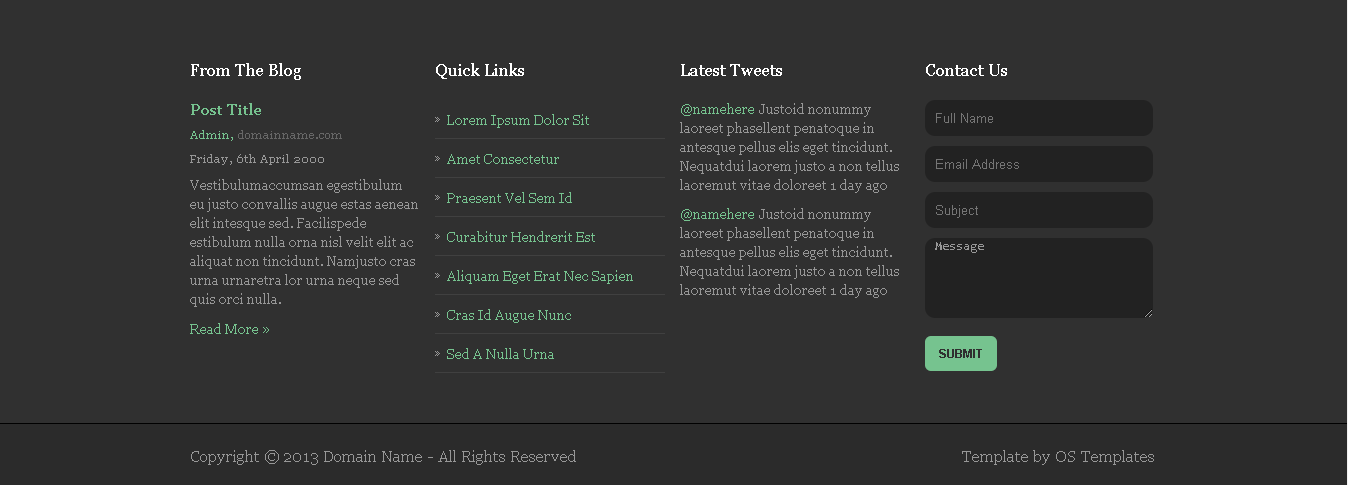 From The Blog
Post Title
Admin, domainname.com
Friday, 6th April 2000
Vestibulumaccumsan egestibulum
eu justo convallis augue estas aenean
elit intesque sed. Facilispede
estibulum nulla orna nisl velit elit ac
aliquat non tincidunt. Namjusto cras
urna urnaretra lor urna neque sed
quis orci nulla.
Read More »
Quick Links
» Lorem Ipsum Dolor Sit
» Amet Consectetur
» Praesent Vel Sem Id
» Curabitur Hendrerit Est
» Aliquam Eget Erat Nec Sapien
» Cras Id Augue Nunc
» Sed A Nulla Urna
Latest Tweets
@namehere Justoid nonummy
laoreet phasellent penatoque in
antesque pellus elis eget tincidunt.
Nequatdui laorem justo a non tellus
laoremut vitae doloreet 1 day ago
@namehere Justoid nonummy
laoreet phasellent penatoque in
antesque pellus elis eget tincidunt.
Nequatdui laorem justo a non tellus
laoremut vitae doloreet 1 day ago
Contact Us
Full Name
Email Address
Subject
Message
SUBMIT
Copyright © 2013 Domain Name - All Rights Reserved
Template by OS Templates